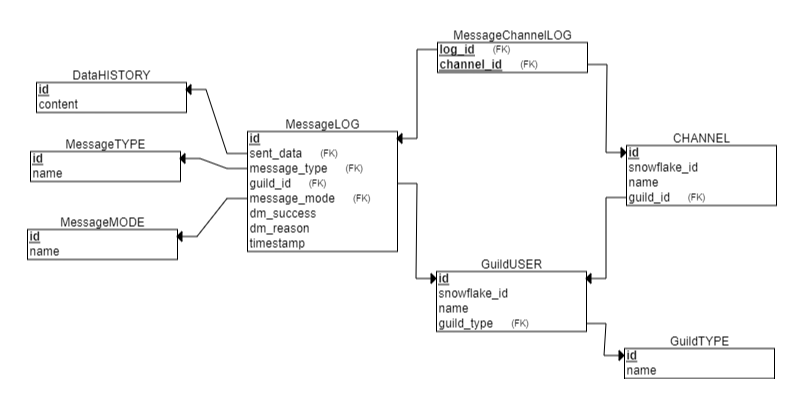 MessageChannelLOG
log_id (FK)
channel_id (FK)
DataHISTORY
id
content
MessageTYPE
id
name
MessageMODE
id
name
MessageLOG
id
sent_data (FK)
message_type (FK)
guild_id (FK)
message_mode (FK)
dm_success
dm_reason
timestamp
CHANNEL
id
snowflake_id
name
guild_id (FK)
GuildUSER
id
snowflake_id
name
guild_type (FK)
GuildTYPE
id
name